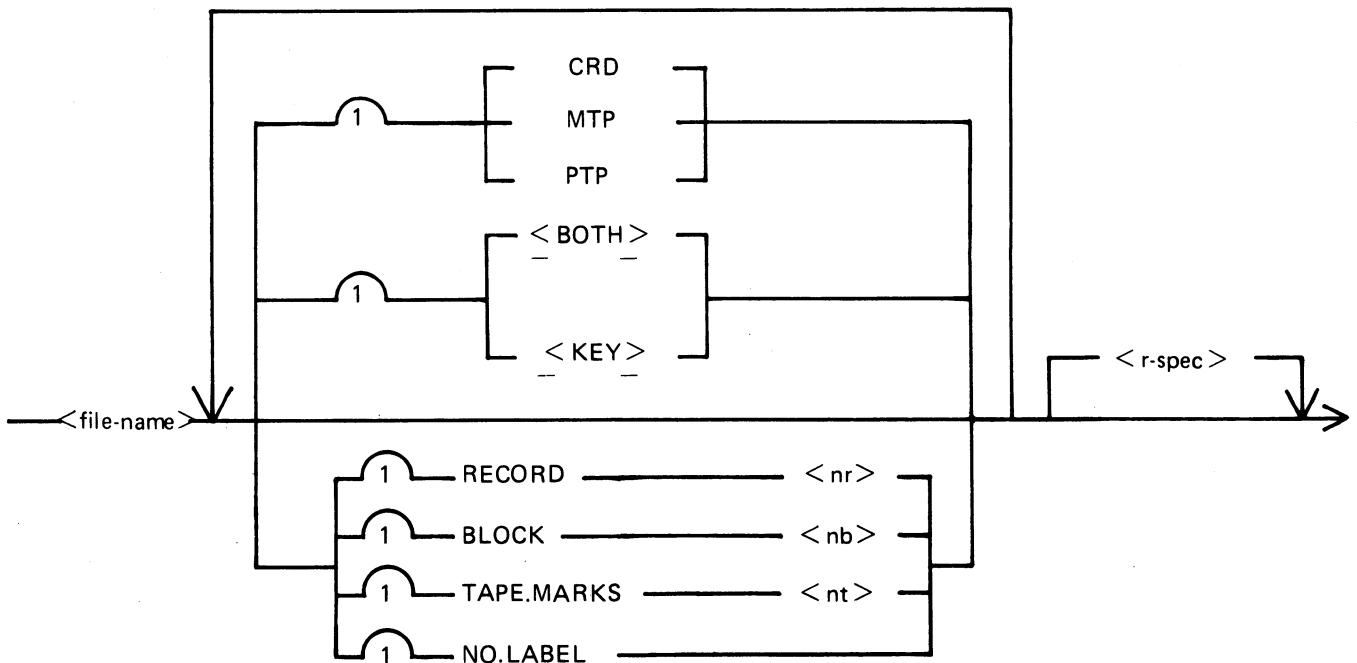 1 CRD
MTP
PTP
<BOTH>
1
<KEY>
<r-spec>
<file-name>
1 RECORD <nr>
1 BLOCK <nb>
1 TAPE.MARKS <nt>
1 NO.LABEL